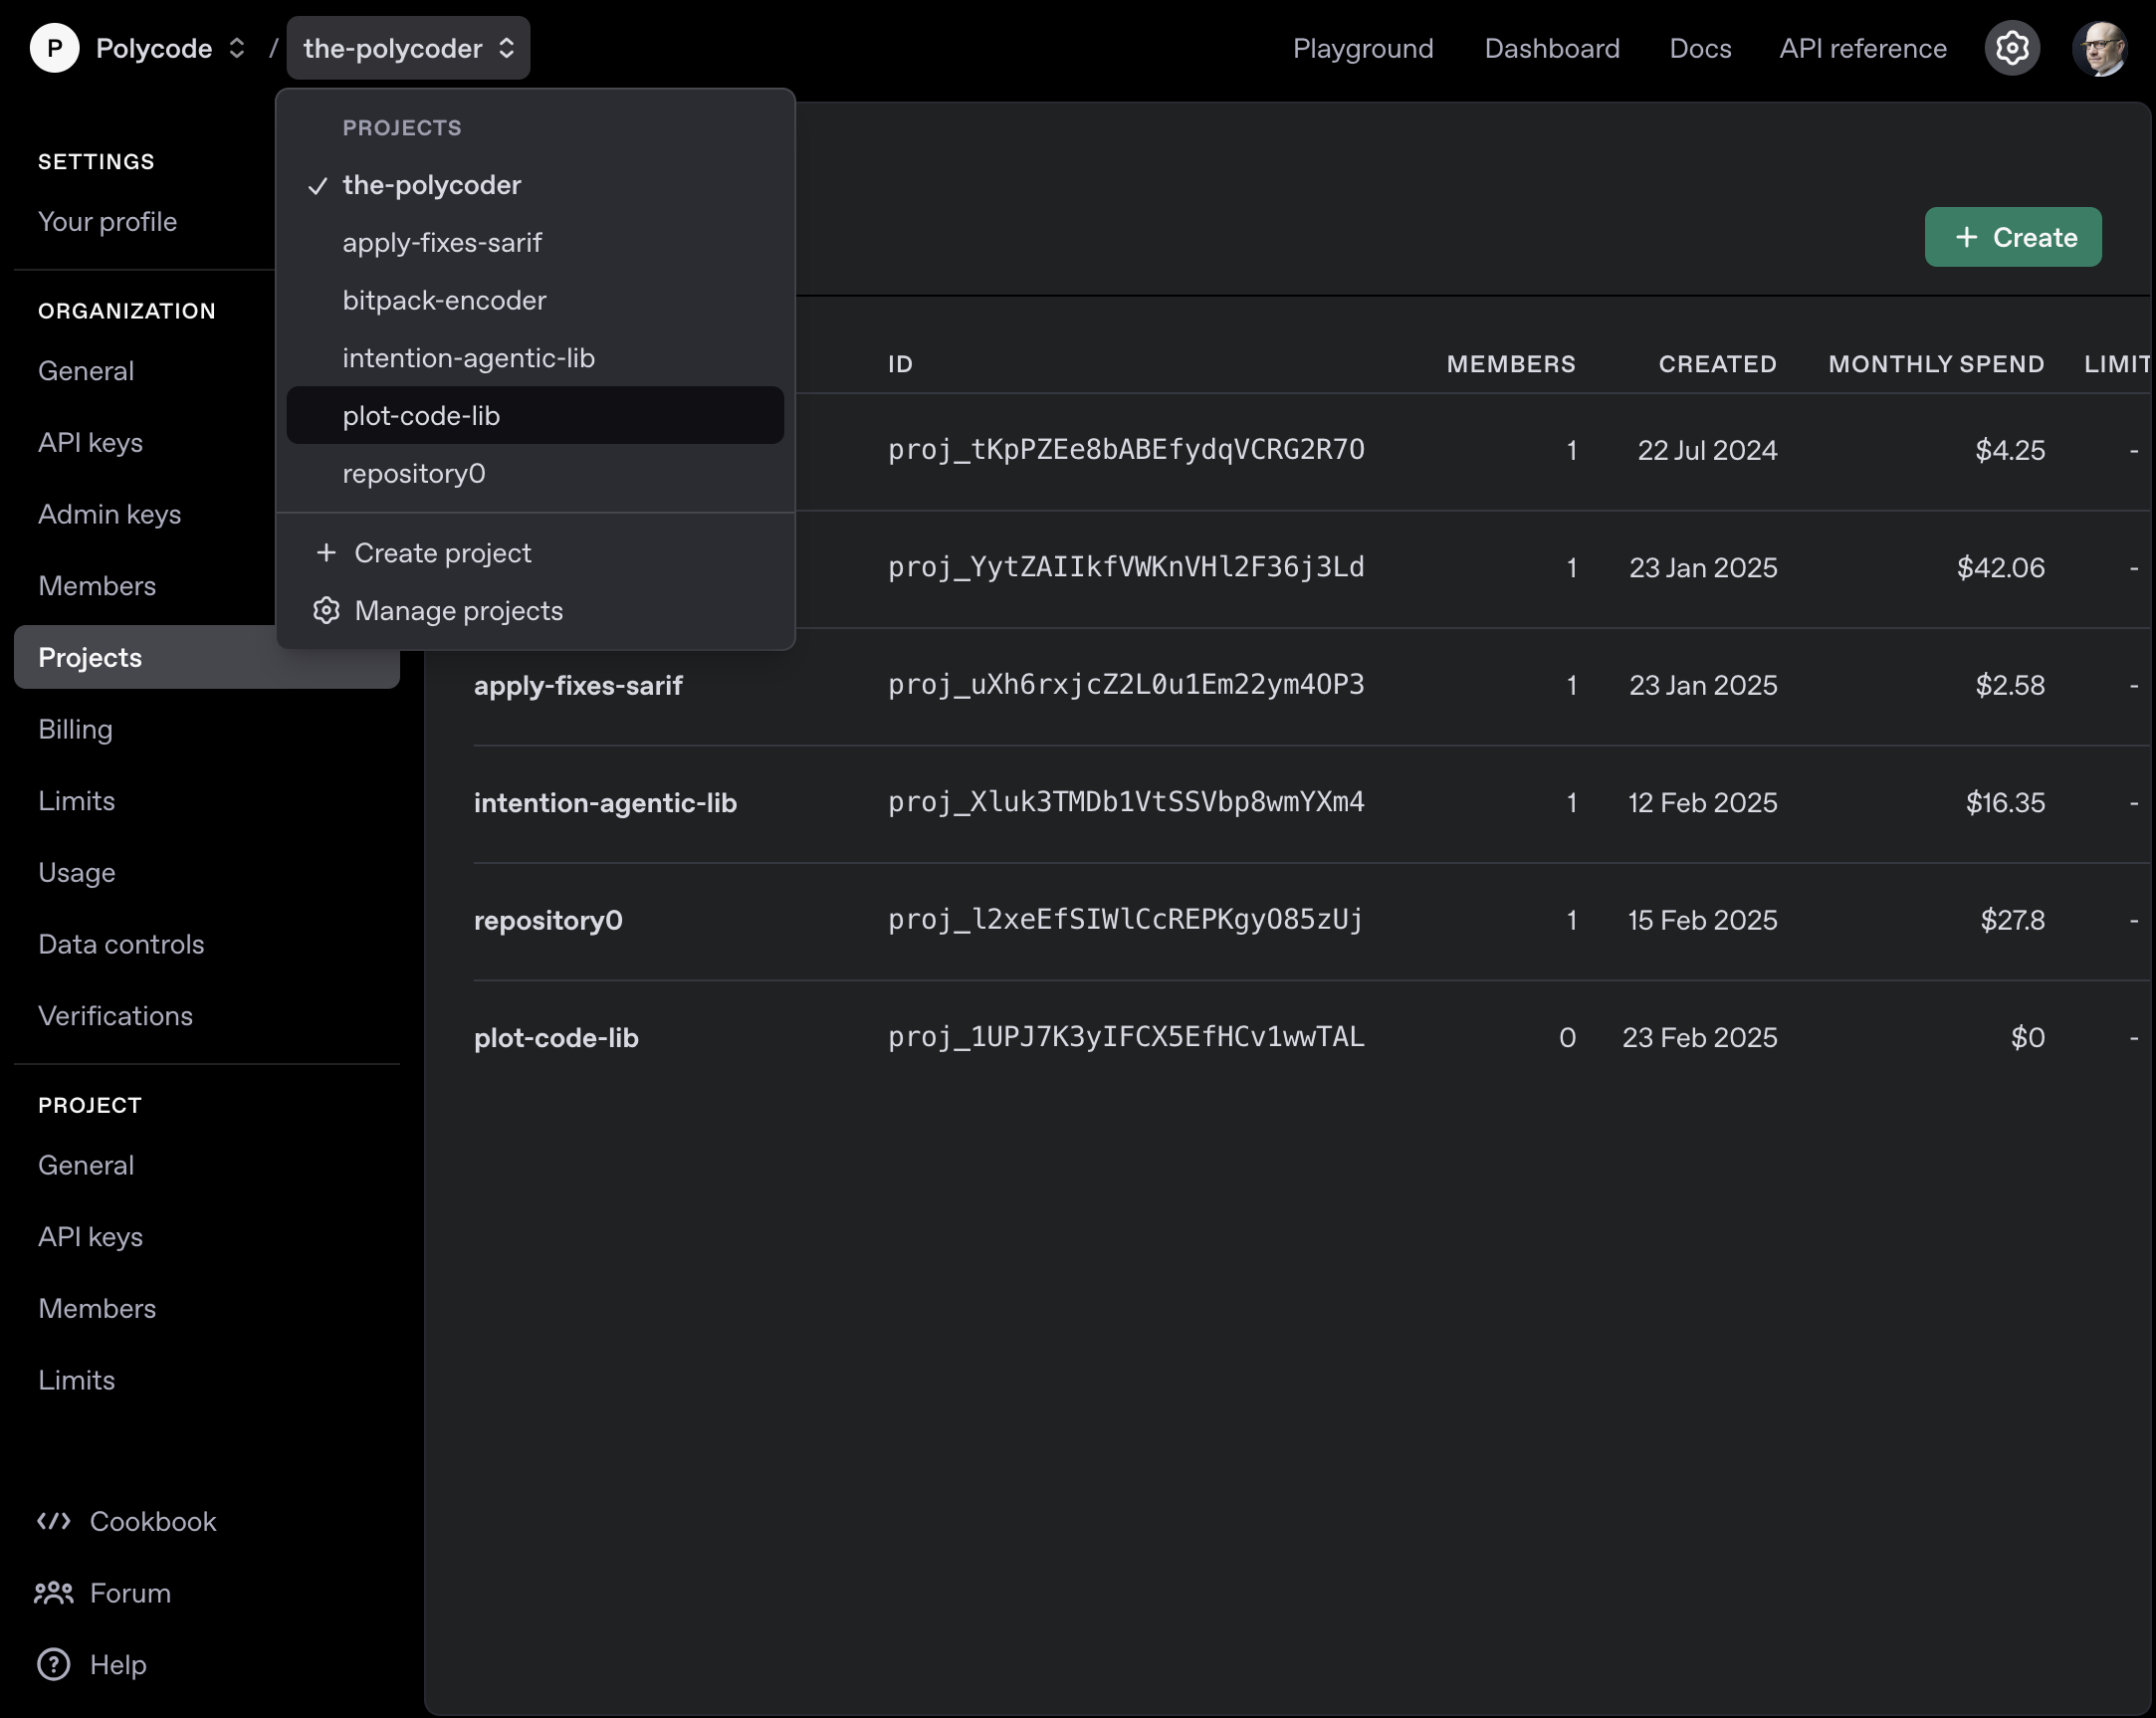 P Polycode / the-polycoder Playground Dashboard Docs API reference
PROJECTS
the-polycoder
apply-fixes-sarif
bitpack-encoder
intention-agentic-lib
plot-code-lib
repository0
+ Create project
Manage projects
SETTINGS
Your profile
ORGANIZATION
General
API keys
Admin keys
Members
Projects
Billing
Limits
Usage
Data controls
Verifications
PROJECT
General
API keys
Members
Limits
Cookbook
Forum
Help
+ Create
ID MEMBERS CREATED MONTHLY SPEND LIMIT
proj_tKpPZEe8bABEfydqVCRG2R7O 1 22 Jul 2024 $4.25 -
proj_YytZAIIkfVWKnVHl2F36j3Ld 1 23 Jan 2025 $42.06 -
apply-fixes-sarif proj_uXh6rxjcZ2L0u1Em22ym4OP3 1 23 Jan 2025 $2.58 -
intention-agentic-lib proj_Xluk3TMDb1VtSSVbp8wmYXm4 1 12 Feb 2025 $16.35 -
repository0 proj_l2xeEfSIWlCcREPKgyO85zUj 1 15 Feb 2025 $27.8 -
plot-code-lib proj_1UPJ7K3yIFCX5EfHCv1wwTAL 0 23 Feb 2025 $0 -